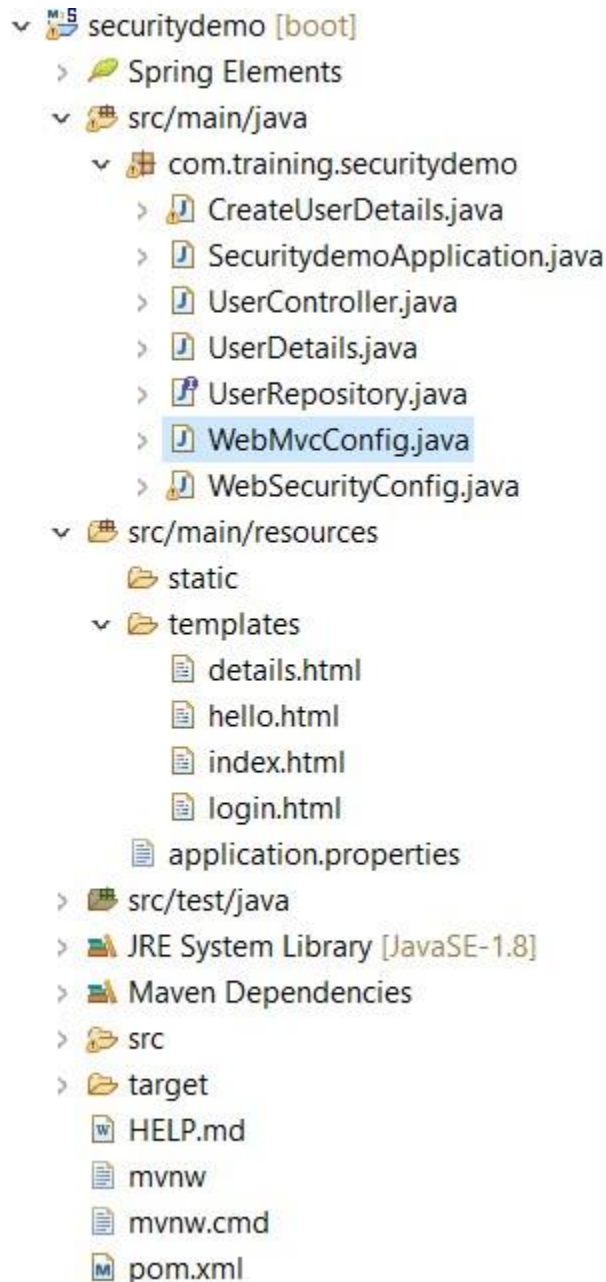 securitydemo [boot]
Spring Elements
src/main/java
com.training.securitydemo
CreateUserDetails.java
SecuritydemoApplication.java
UserController.java
UserDetails.java
UserRepository.java
WebMvcConfig.java
WebSecurityConfig.java
src/main/resources
static
templates
details.html
hello.html
index.html
login.html
application.properties
src/test/java
JRE System Library [JavaSE-1.8]
Maven Dependencies
src
target
HELP.md
mvnw
mvnw.cmd
pom.xml